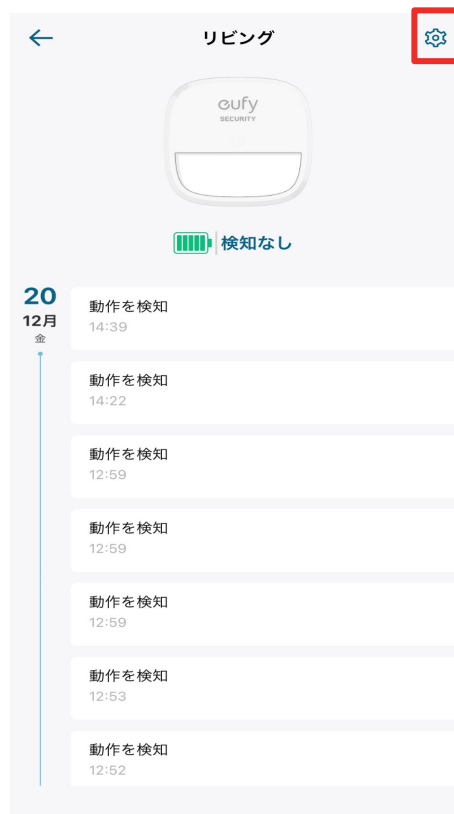 リビング
eufy
SECURITY
検知なし
20
12月
金
動作を検知
14:39
動作を検知
14:22
動作を検知
12:59
動作を検知
12:59
動作を検知
12:59
動作を検知
12:53
動作を検知
12:52